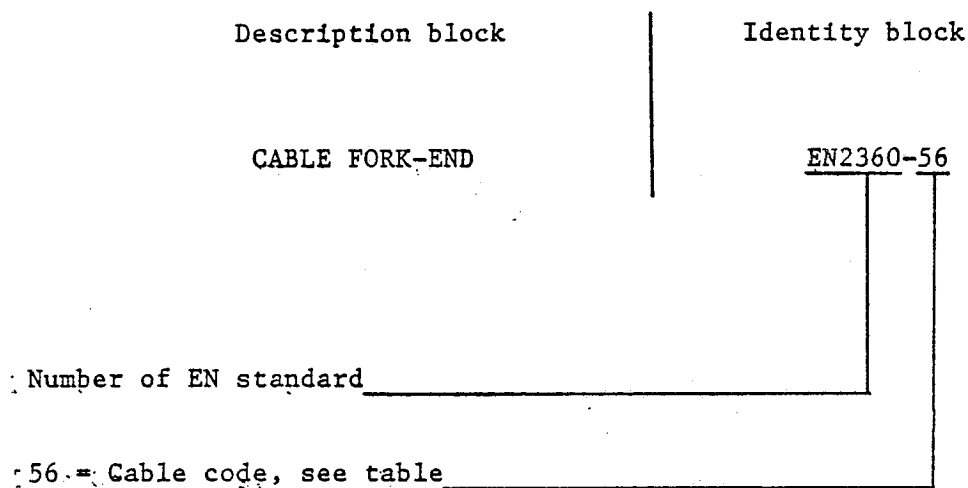 Description block
Identity block
CABLE FORK-END
EN2360-56
Number of EN standard
56 = Cable code, see table